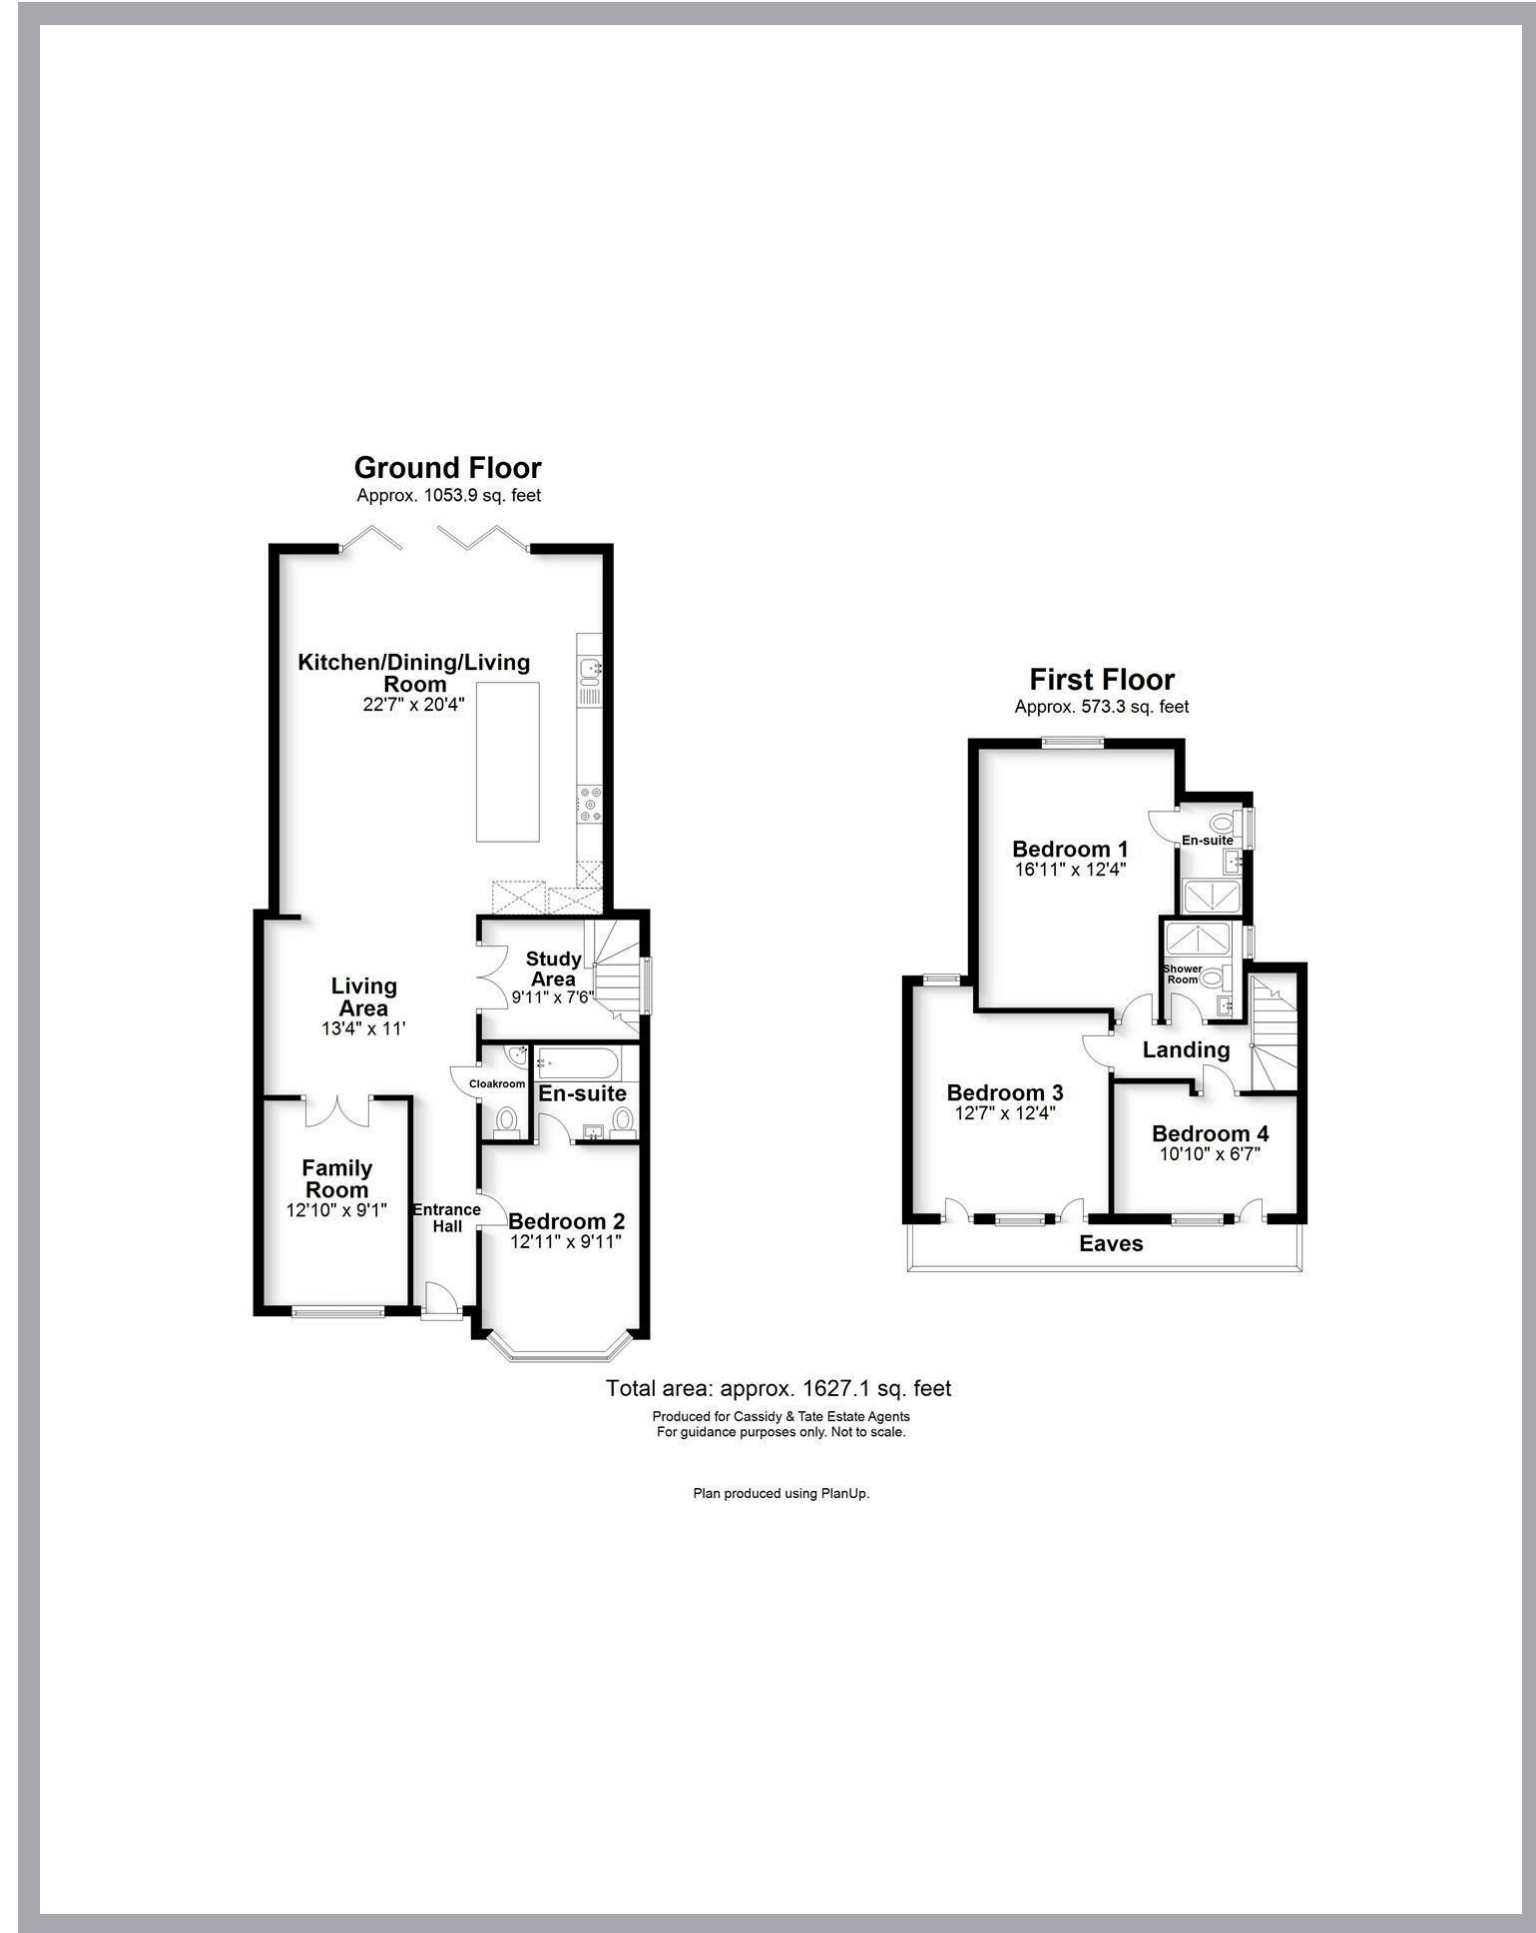 Ground Floor
Approx. 1053.9 sq. feet
Kitchen/Dining/Living
Room
22'7" x 20'4"
Living
Area
13'4" x 11'
Study
Area
9'11" x 7'6"
Cloakroom
En-suite
Family
Room
12'10" x 9'1"
Entrance
Hall
Bedroom 2
12'11" x 9'11"
First Floor
Approx. 573.3 sq. feet
Bedroom 1
16'11" x 12'4"
En-suite
Shower
Room
Landing
Bedroom 3
12'7" x 12'4"
Bedroom 4
10'10" x 6'7"
Eaves
Total area: approx. 1627.1 sq. feet
Produced for Cassidy & Tate Estate Agents
For guidance purposes only. Not to scale.
Plan produced using PlanUp.